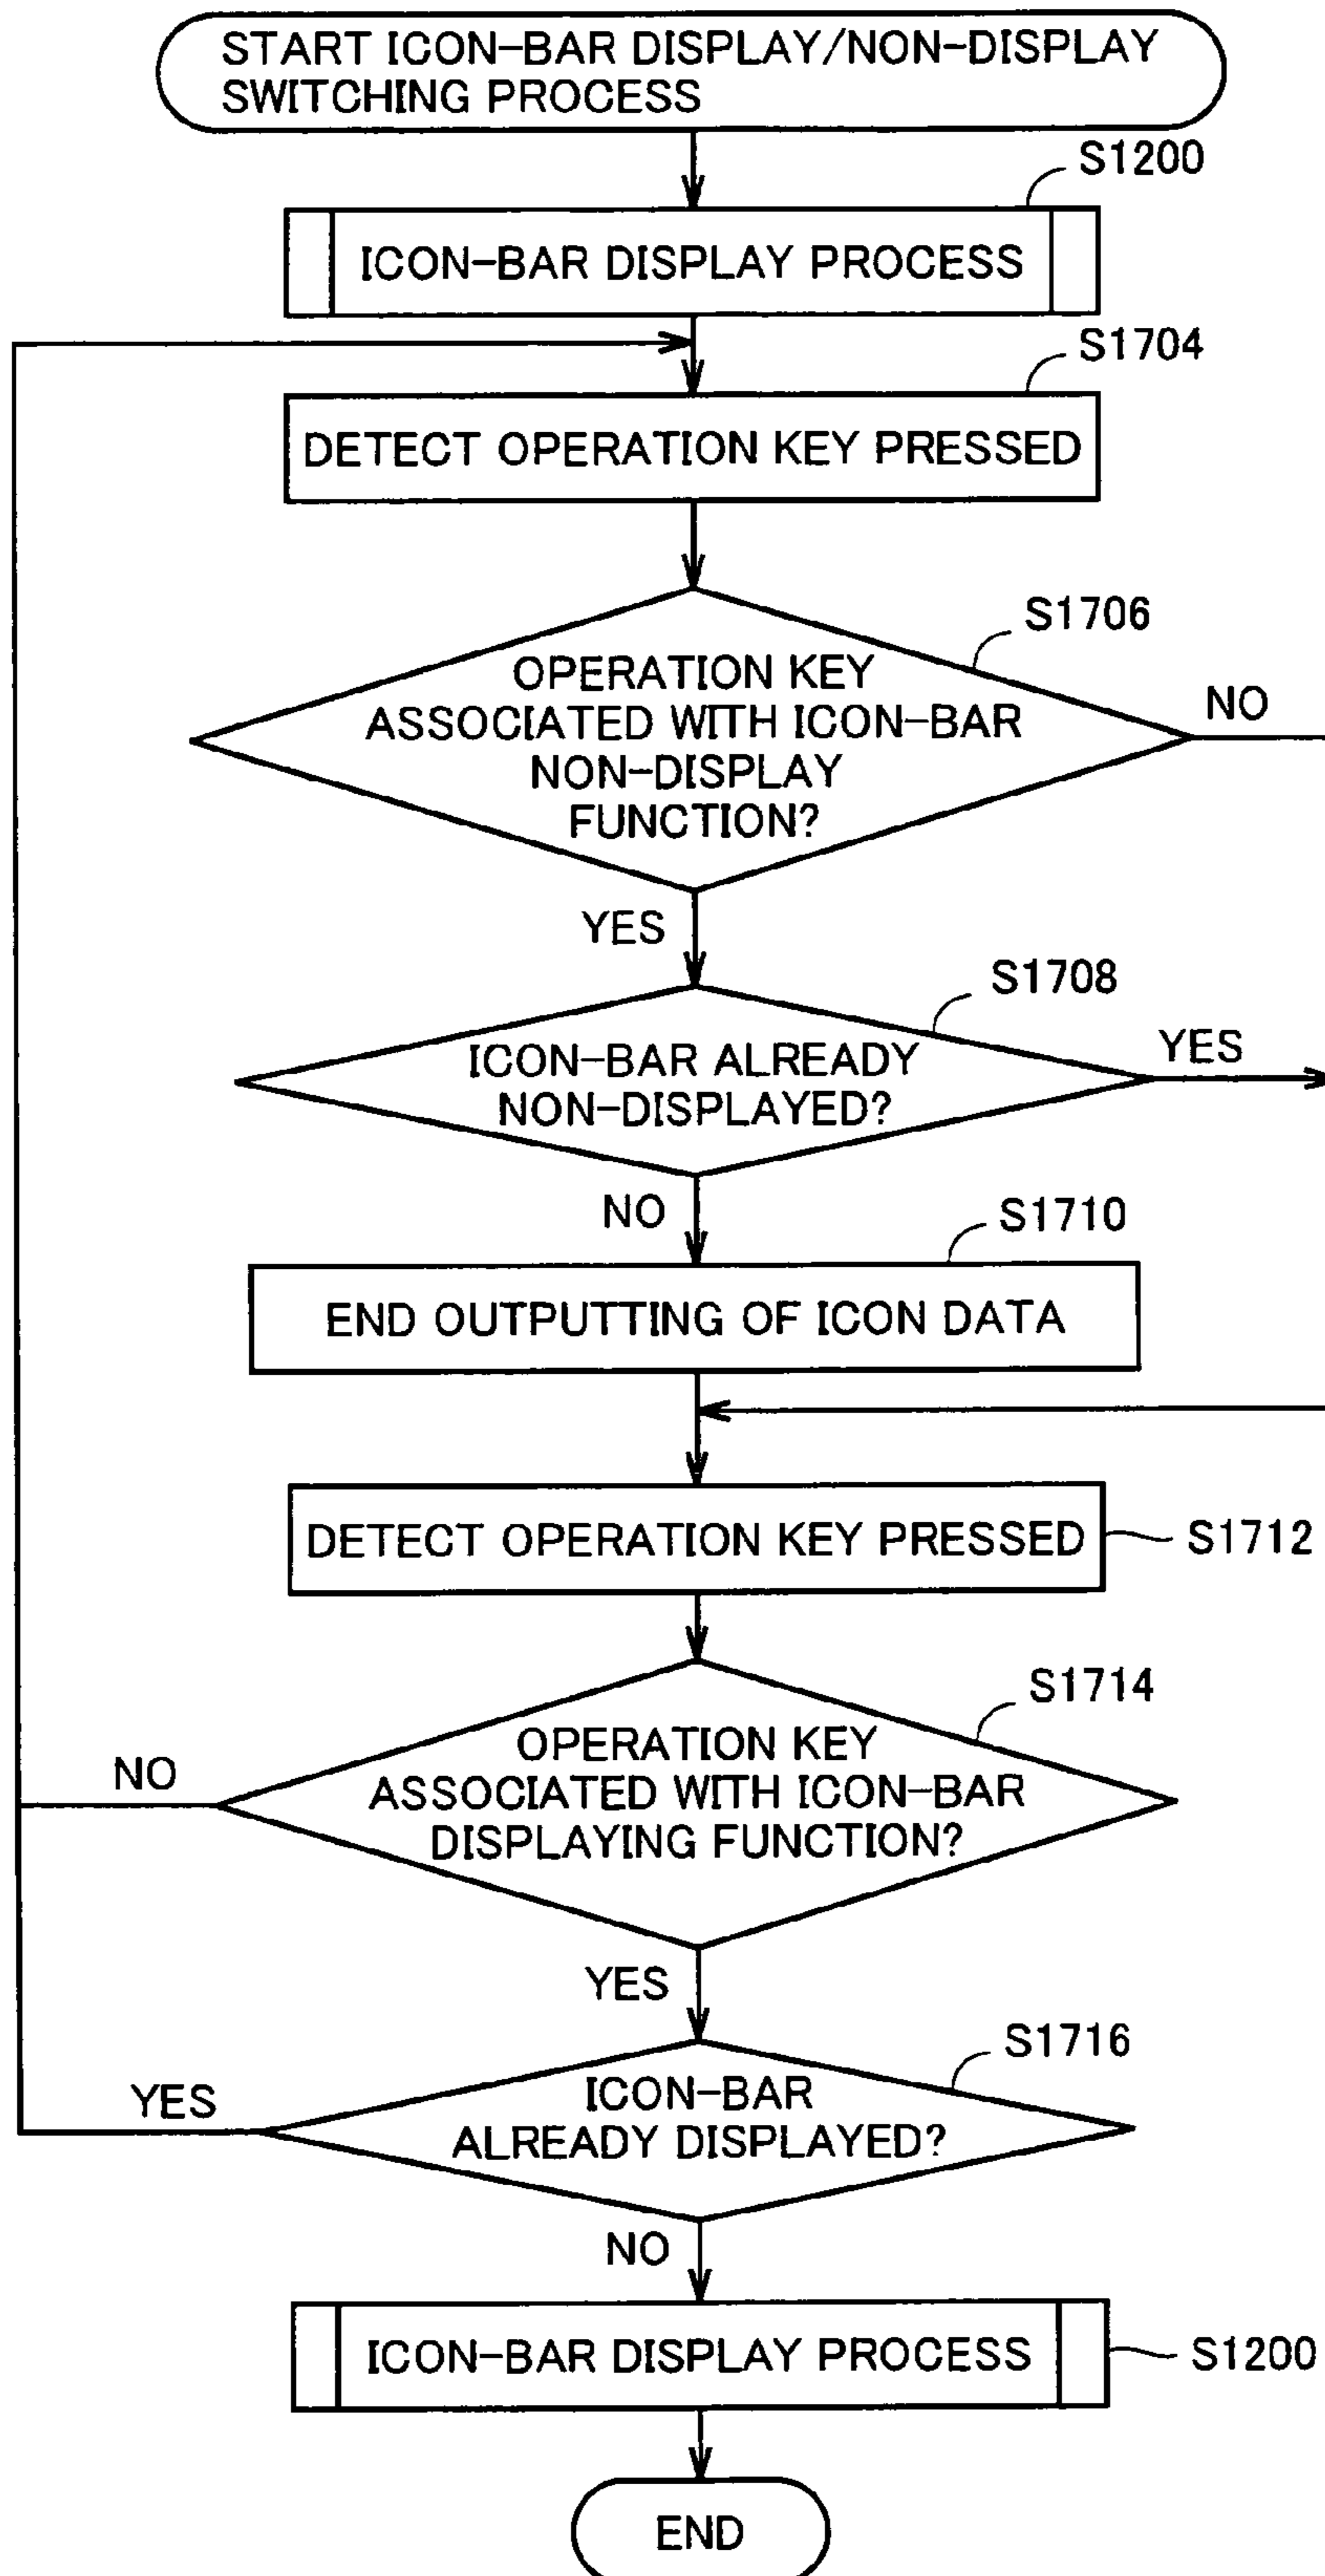 START ICON-BAR DISPLAY/NON-DISPLAY
SWITCHING PROCESS
S1200
ICON-BAR DISPLAY PROCESS
S1704
DETECT OPERATION KEY PRESSED
S1706
OPERATION KEY
ASSOCIATED WITH ICON-BAR
NON-DISPLAY
FUNCTION?
NO
YES
S1708
ICON-BAR ALREADY
NON-DISPLAYED?
YES
NO
S1710
END OUTPUTTING OF ICON DATA
DETECT OPERATION KEY PRESSED
S1712
S1714
OPERATION KEY
ASSOCIATED WITH ICON-BAR
DISPLAYING FUNCTION?
NO
YES
S1716
ICON-BAR
ALREADY DISPLAYED?
YES
NO
ICON-BAR DISPLAY PROCESS
S1200
END